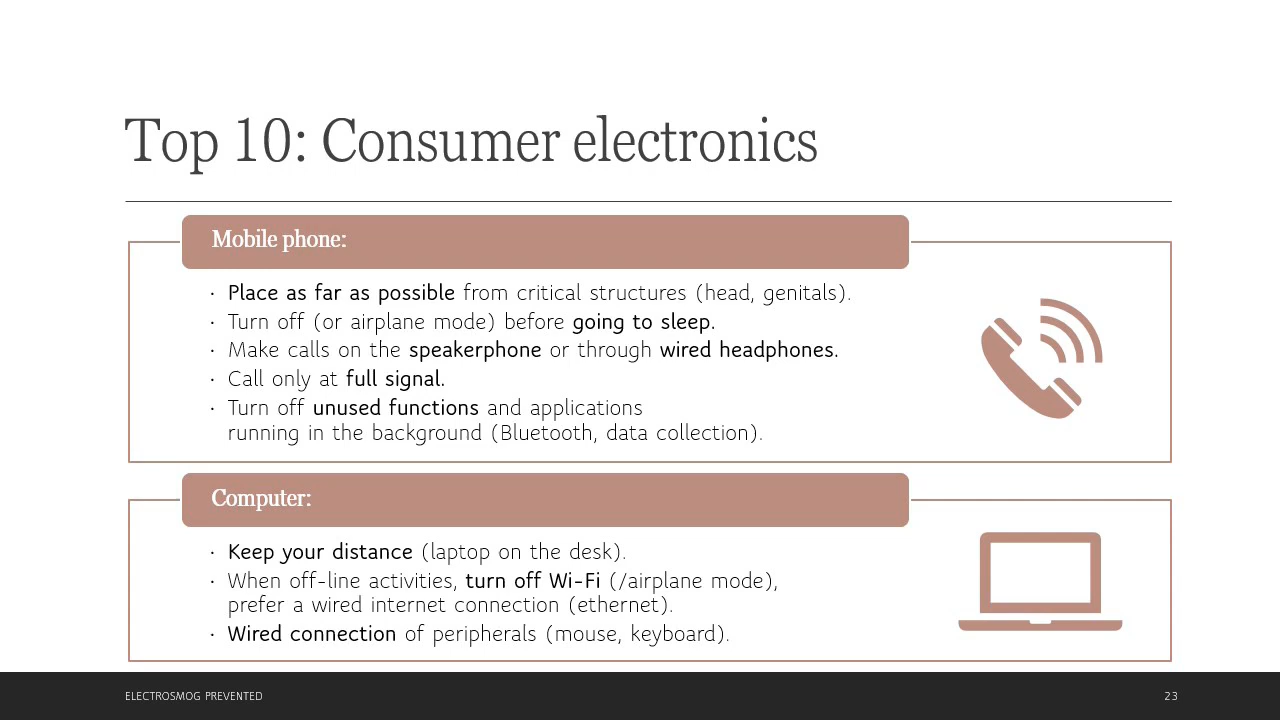 Top 10: Consumer electronics
Mobile phone:
· Place as far as possible from critical structures (head, genitals).
· Turn off (or airplane mode) before going to sleep.
· Make calls on the speakerphone or through wired headphones.
· Call only at full signal.
· Turn off unused functions and applications
running in the background (Bluetooth, data collection).
Computer:
· Keep your distance (laptop on the desk).
· When off-line activities, turn off Wi-Fi (/airplane mode),
prefer a wired internet connection (ethernet).
· Wired connection of peripherals (mouse, keyboard).
ELECTROSMOG PREVENTED
23